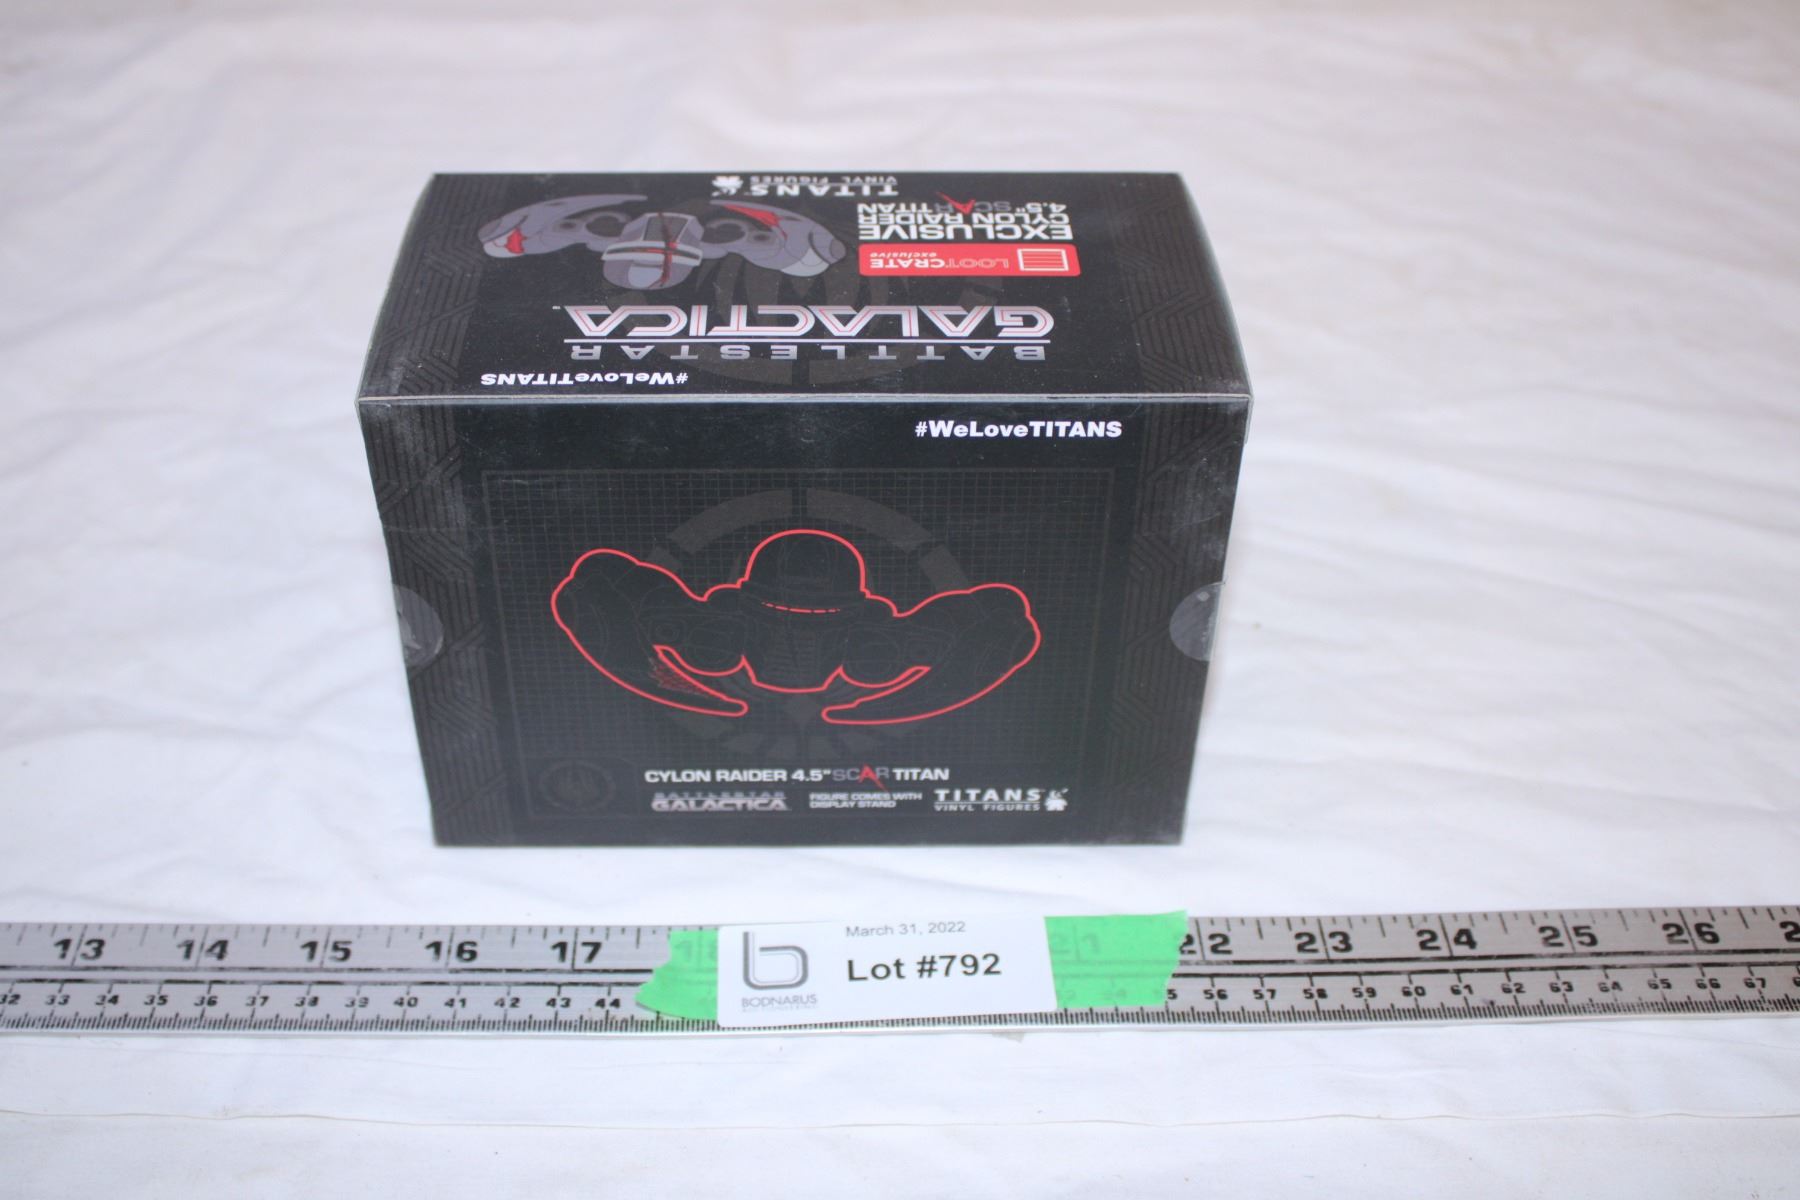 TITANS
VINYL FIGURES
LOOTCRATE
exclusive
EXCLUSIVE
CYLON RAIDER
4.5" SCAR TITAN
BATTLESTAR
GALACTICA™
#WeLoveTITANS
#WeLoveTITANS
CYLON RAIDER 4.5" SCAR TITAN
BATTLESTAR
GALACTICA
FIGURE COMES WITH
DISPLAY STAND
TITANS
VINYL FIGURES
13 14 15 16 17 22 23 24 25 26
32 33 34 35 36 37 38 39 40 41 42 43 44 56 57 58 59 60 61 62 63 64 65 66 67
March 31, 2022
Lot #792
BODNARUS